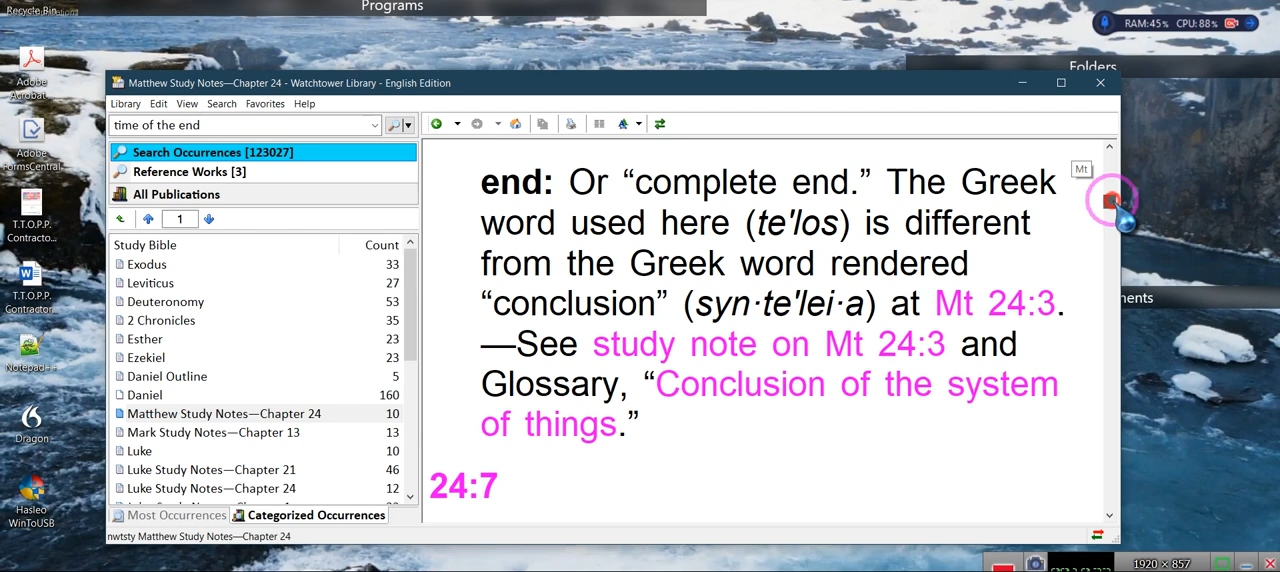 Recycle Bin
Programs
RAM:45% CPU:88%
Folders
Adobe
Acrobat...
Adobe
FormsCentral
T.T.O.P.P.
Contracto...
T.T.O.P.P.
Contractor...
Notepad++
Dragon
Hasleo
WinToUSB
Matthew Study Notes—Chapter 24 - Watchtower Library - English Edition
Library Edit View Search Favorites Help
time of the end
Search Occurrences [123027]
Reference Works [3]
All Publications
1
Study Bible Count
Exodus 33
Leviticus 27
Deuteronomy 53
2 Chronicles 35
Esther 23
Ezekiel 23
Daniel Outline 5
Daniel 160
Matthew Study Notes—Chapter 24 10
Mark Study Notes—Chapter 13 13
Luke 10
Luke Study Notes—Chapter 21 46
Luke Study Notes—Chapter 24 12
Most Occurrences Categorized Occurrences
nwtsty Matthew Study Notes—Chapter 24
Mt
end: Or “complete end.” The Greek
word used here (te'los) is different
from the Greek word rendered
“conclusion” (syn·te'lei·a) at Mt 24:3.
—See study note on Mt 24:3 and
Glossary, “Conclusion of the system
of things.”
24:7
ments
1920 × 857